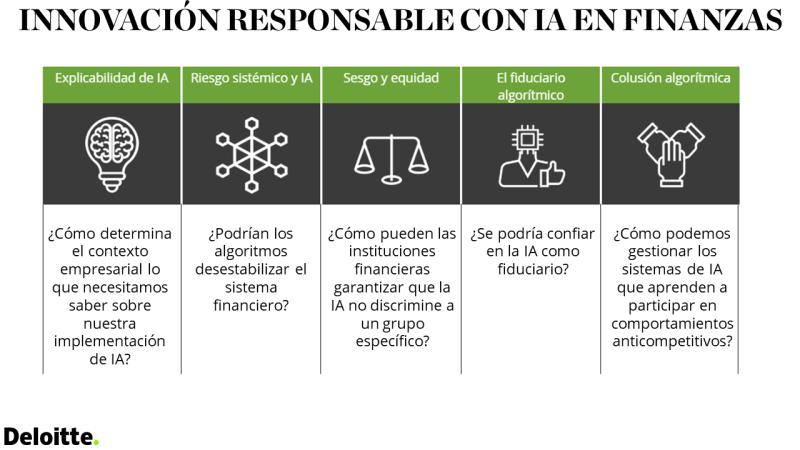 INNOVACIÓN RESPONSABLE CON IA EN FINANZAS
Explicabilidad de IA
Riesgo sistémico y IA
Sesgo y equidad
El fiduciario
algorítmico
Colusión algorítmica
¿Cómo determina
el contexto
empresarial lo
que necesitamos
saber sobre
nuestra
implementación
de IA?
¿Podrían los
algoritmos
desestabilizar el
sistema
financiero?
¿Cómo pueden las
instituciones
financieras
garantizar que la
IA no discrimine a
un grupo
específico?
¿Se podría confiar
en la IA como
fiduciario?
¿Cómo podemos
gestionar los
sistemas de IA
que aprenden a
participar en
comportamientos
anticompetitivos?
Deloitte.